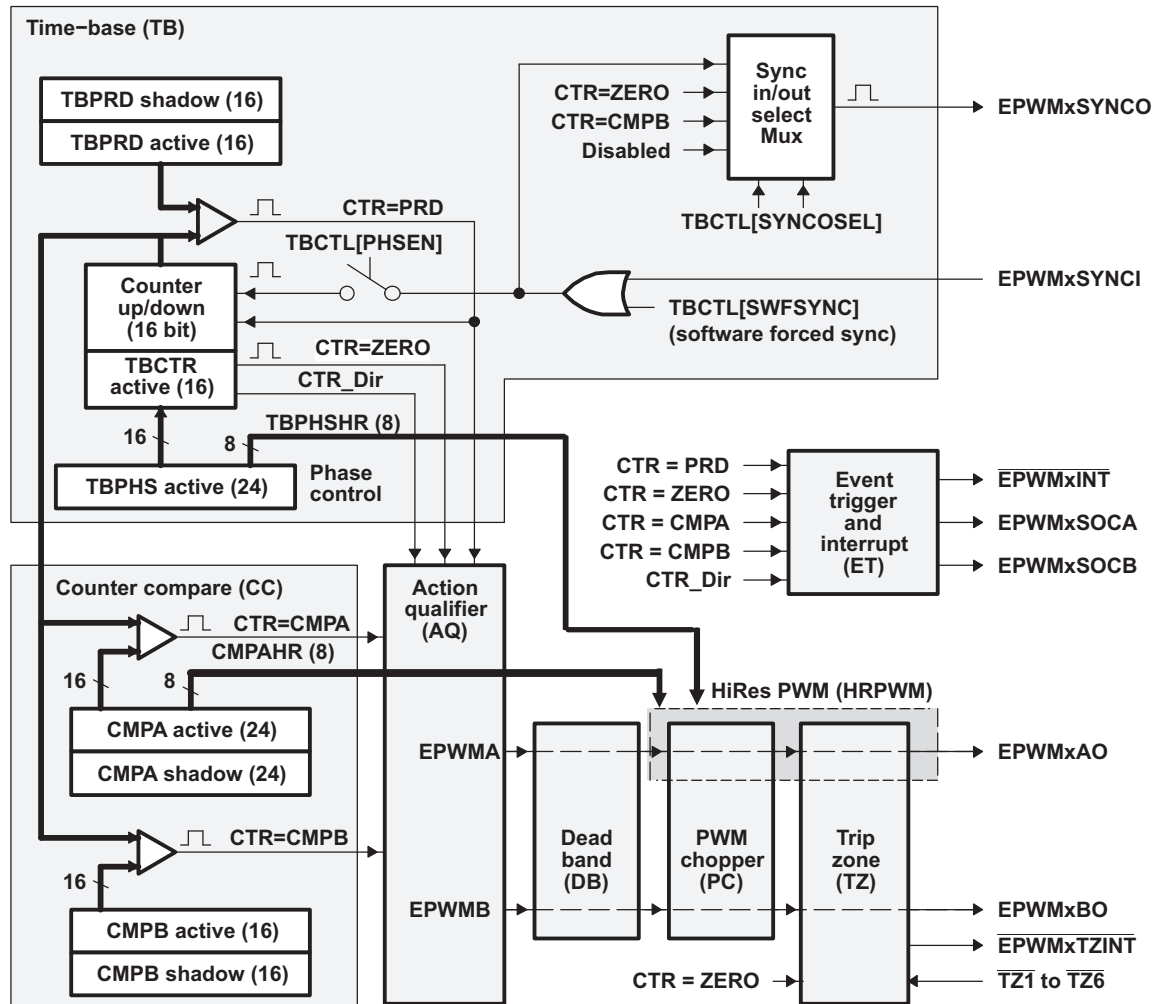 Time−base (TB)
TBPRD shadow (16)
TBPRD active (16)
CTR=PRD
TBCTL[PHSEN]
Counter
up/down
(16 bit)
TBCTR
active (16)
CTR=ZERO
CTR_Dir
16
8
TBPHSHR (8)
TBPHS active (24)
Phase
control
CTR=ZERO
CTR=CMPB
Disabled
Sync
in/out
select
Mux
TBCTL[SYNCOSEL]
EPWMxSYNCO
EPWMxSYNCI
TBCTL[SWFSYNC]
(software forced sync)
CTR = PRD
CTR = ZERO
CTR = CMPA
CTR = CMPB
CTR_Dir
Event
trigger
and
interrupt
(ET)
EPWMxINT
EPWMxSOCA
EPWMxSOCB
Counter compare (CC)
CTR=CMPA
CMPAHR (8)
16
8
CMPA active (24)
CMPA shadow (24)
CTR=CMPB
16
CMPB active (16)
CMPB shadow (16)
Action
qualifier
(AQ)
EPWMA
EPWMB
HiRes PWM (HRPWM)
Dead
band
(DB)
PWM
chopper
(PC)
Trip
zone
(TZ)
CTR = ZERO
EPWMxAO
EPWMxBO
EPWMxTZINT
TZ1 to TZ6